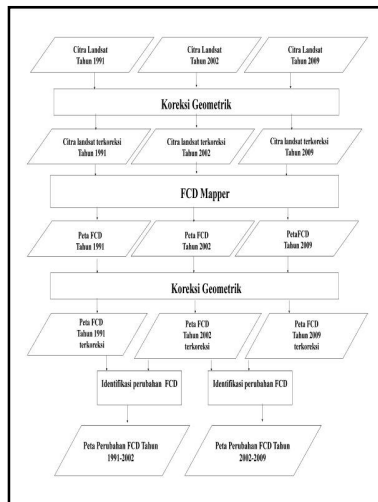 Citra Landsat
Tahun 1991
Citra Landsat
Tahun 2002
Citra Landsat
Tahun 2009
Koreksi Geometrik
Citra landsat terkoreksi
Tahun 1991
Citra landsat terkoreksi
Tahun 2002
Citra landsat terkoreksi
Tahun 2009
FCD Mapper
Peta FCD
Tahun 1991
Peta FCD
Tahun 2002
PetaFCD
Tahun 2009
Koreksi Geometrik
Peta FCD
Tahun 1991
terkoreksi
Peta FCD
Tahun 2002
terkoreksi
Peta FCD
Tahun 2009
terkoreksi
Identifikasi perubahan FCD
Identifikasi perubahan FCD
Peta Perubahan FCD Tahun
1991-2002
Peta Perubahan FCD Tahun
2002-2009